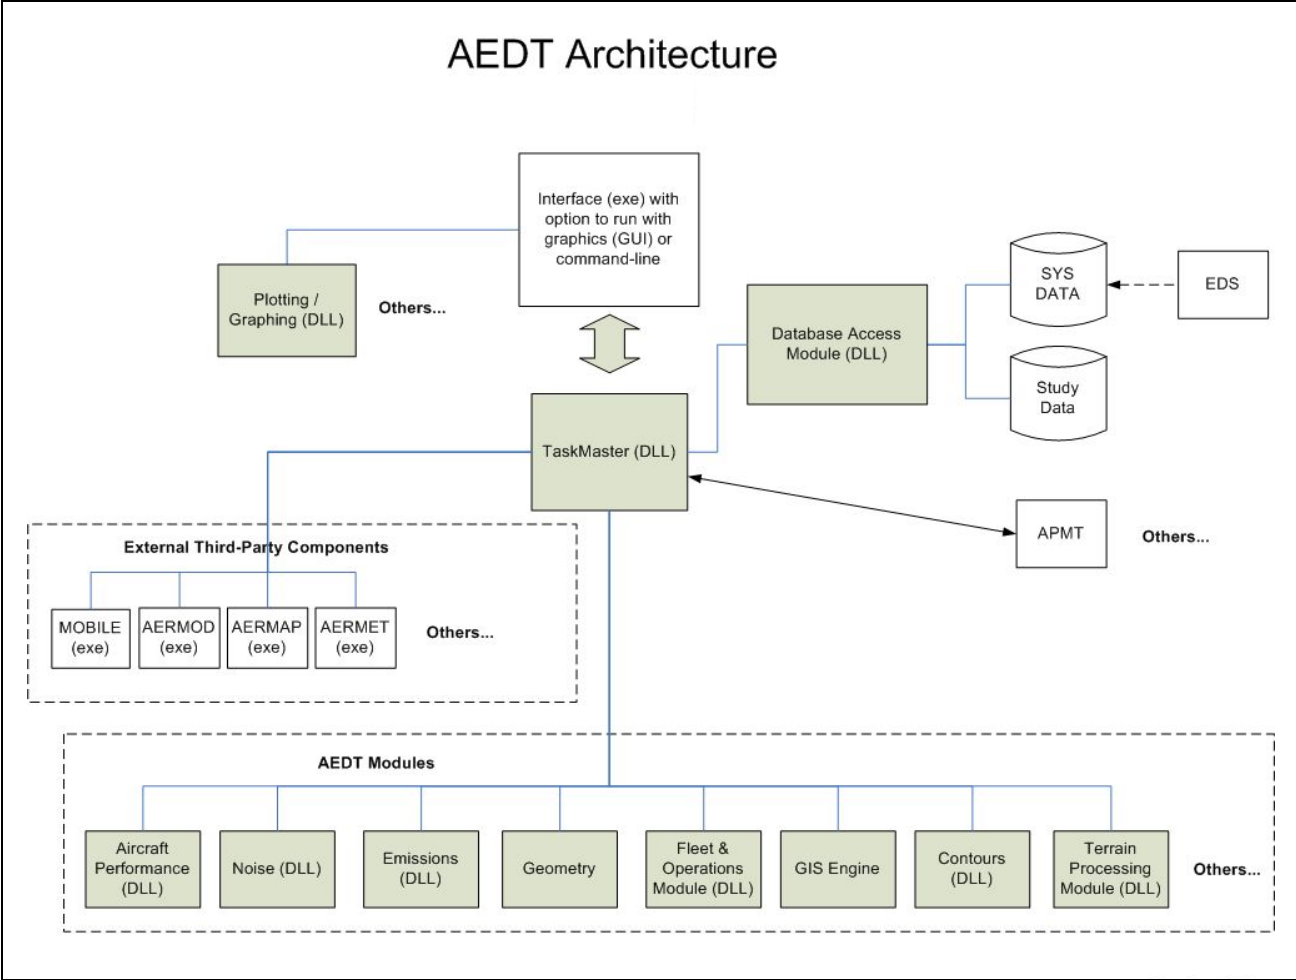 AEDT Architecture
Interface (exe) with
option to run with
graphics (GUI) or
command-line
Plotting /
Graphing (DLL)
Others...
Database Access
Module (DLL)
SYS
DATA
EDS
Study
Data
TaskMaster (DLL)
APMT
Others...
External Third-Party Components
MOBILE
(exe)
AERMOD
(exe)
AERMAP
(exe)
AERMET
(exe)
Others...
AEDT Modules
Aircraft
Performance
(DLL)
Noise (DLL)
Emissions
(DLL)
Geometry
Fleet &
Operations
Module (DLL)
GIS Engine
Contours
(DLL)
Terrain
Processing
Module (DLL)
Others...